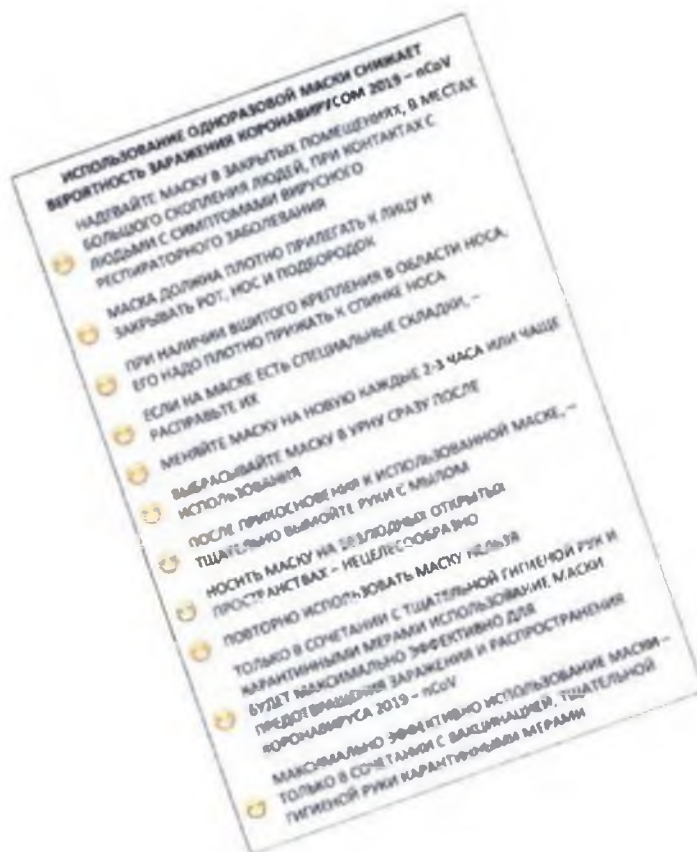 ИСПОЛЬЗОВАНИЕ ОДНОРАЗОВОЙ МАСКИ СНИЖАЕТ
ВЕРОЯТНОСТЬ ЗАРАЖЕНИЯ КОРОНАВИРУСОМ 2019 – nCoV
НАДЕВАЙТЕ МАСКУ В ЗАКРЫТЫХ ПОМЕЩЕНИЯХ, В МЕСТАХ
БОЛЬШОГО СКОПЛЕНИЯ ЛЮДЕЙ, ПРИ КОНТАКТАХ С
ЛЮДЬМИ С СИМПТОМАМИ ВИРУСНОГО
РЕСПИРАТОРНОГО ЗАБОЛЕВАНИЯ
МАСКА ДОЛЖНА ПЛОТНО ПРИЛЕГАТЬ К ЛИЦУ И
ЗАКРЫВАТЬ РОТ, НОС И ПОДБОРОДОК
ПРИ НАЛИЧИИ ВШИТОГО КРЕПЛЕНИЯ В ОБЛАСТИ НОСА,
ЕГО НАДО ПЛОТНО ПРИЖАТЬ К СПИНКЕ НОСА
ЕСЛИ НА МАСКЕ ЕСТЬ СПЕЦИАЛЬНЫЕ СКЛАДКИ, –
РАСПРАВЬТЕ ИХ
МЕНЯЙТЕ МАСКУ НА НОВУЮ КАЖДЫЕ 2-3 ЧАСА ИЛИ ЧАЩЕ
ВЫБРАСЫВАЙТЕ МАСКУ В УРНУ СРАЗУ ПОСЛЕ
ИСПОЛЬЗОВАНИЯ
ПОСЛЕ ПРИКОСНОВЕНИЯ К ИСПОЛЬЗОВАННОЙ МАСКЕ, –
ТЩАТЕЛЬНО ВЫМОЙТЕ РУКИ С МЫЛОМ
НОСИТЬ МАСКУ НА БЕЗЛЮДНЫХ ОТКРЫТЫХ
ПРОСТРАНСТВАХ – НЕЦЕЛЕСООБРАЗНО
ПОВТОРНО ИСПОЛЬЗОВАТЬ МАСКУ НЕЛЬЗЯ
ТОЛЬКО В СОЧЕТАНИИ С ТЩАТЕЛЬНОЙ ГИГИЕНОЙ РУК И
КАРАНТИННЫМИ МЕРАМИ ИСПОЛЬЗОВАНИЕ МАСКИ
БУДЕТ МАКСИМАЛЬНО ЭФФЕКТИВНО ДЛЯ
ПРЕДОТВРАЩЕНИЯ ЗАРАЖЕНИЯ И РАСПРОСТРАНЕНИЯ
КОРОНАВИРУСА 2019 – nCoV
МАКСИМАЛЬНО ЭФФЕКТИВНО ИСПОЛЬЗОВАНИЕ МАСКИ –
ТОЛЬКО В СОЧЕТАНИИ С ВАКЦИНАЦИЕЙ, ТЩАТЕЛЬНОЙ
ГИГИЕНОЙ РУКИ КАРАНТИННЫМИ МЕРАМИ